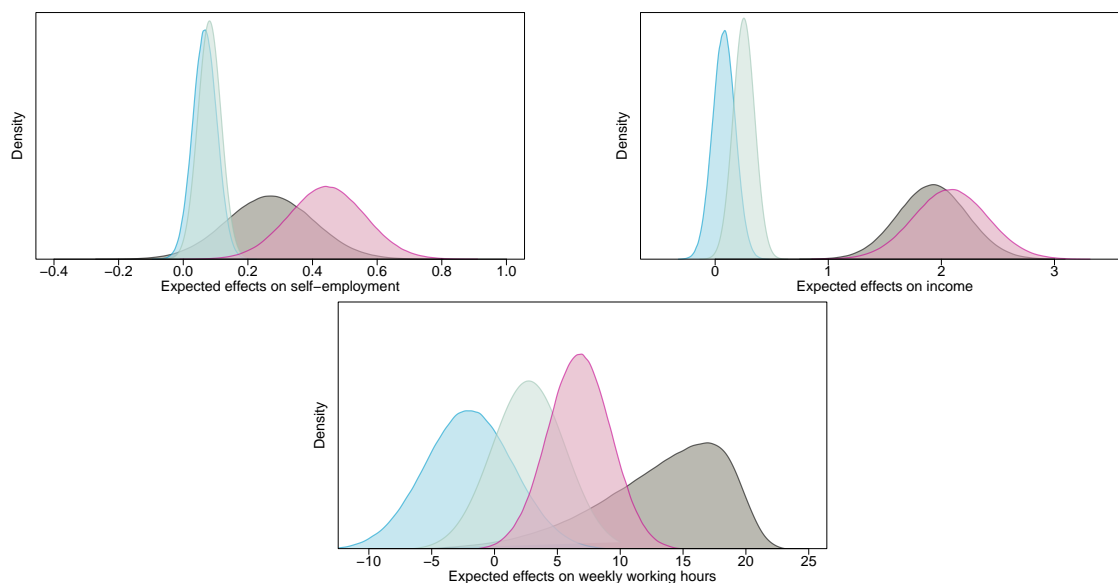 Density
−0.4 −0.2 0.0 0.2 0.4 0.6 0.8 1.0
Expected effects on self−employment
Density
0 1 2 3
Expected effects on income
Density
−10 −5 0 5 10 15 20 25
Expected effects on weekly working hours